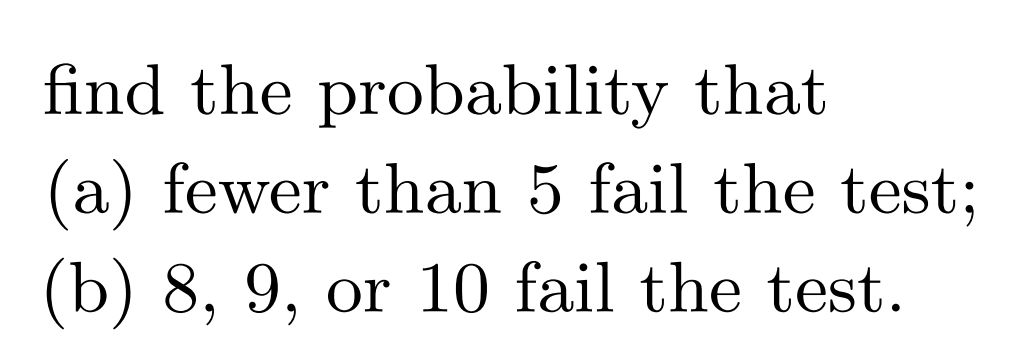 find the probability that
(a) fewer than 5 fail the test;
(b) 8, 9, or 10 fail the test.